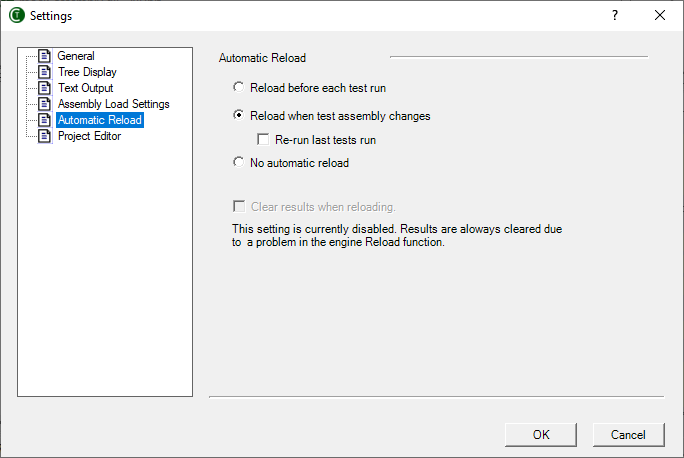 Settings
General
Tree Display
Text Output
Assembly Load Settings
Automatic Reload
Project Editor
Automatic Reload
Reload before each test run
Reload when test assembly changes
Re-run last tests run
No automatic reload
Clear results when reloading.
This setting is currently disabled. Results are aloways cleared due
to  a problem in the engine Reload function.
OK
Cancel